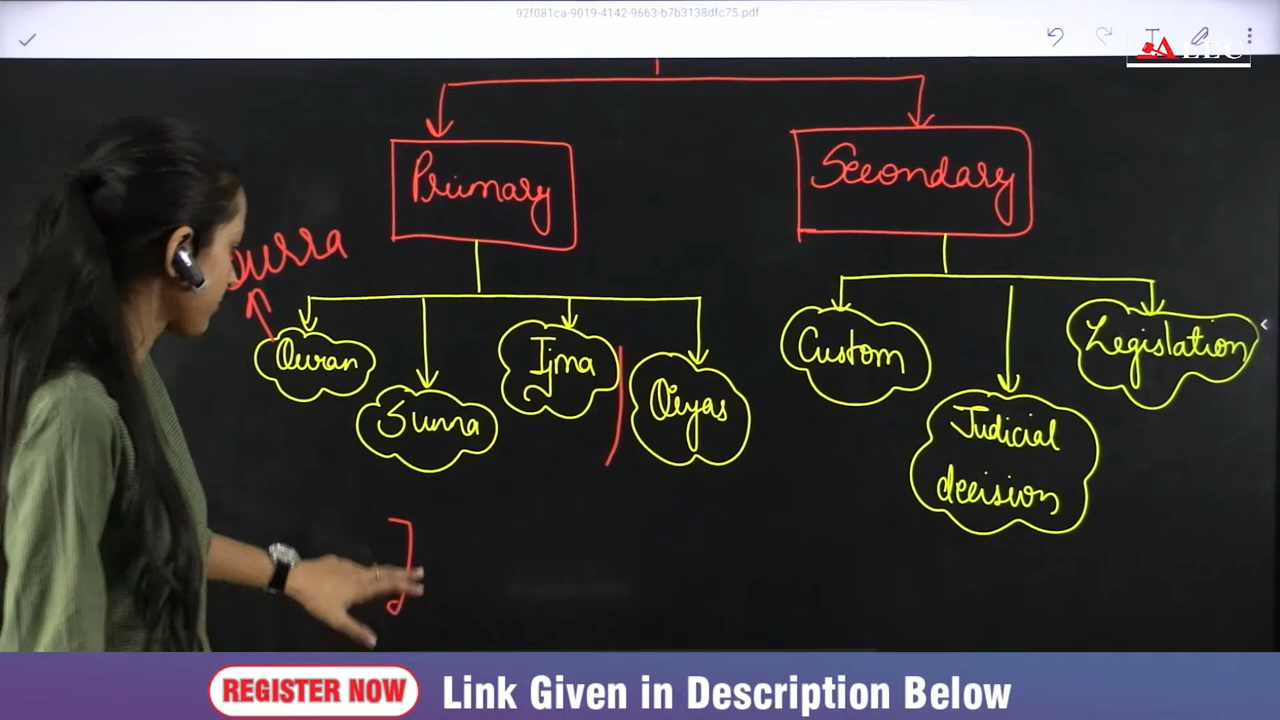 92f081ca-9019-4142-9663-b7b3138dfc75.pdf
Primary
Secondary
Quran
Sunna
Ijma
Qiyas
Custom
Judicial
decision
Legislation
REGISTER NOW
Link Given in Description Below